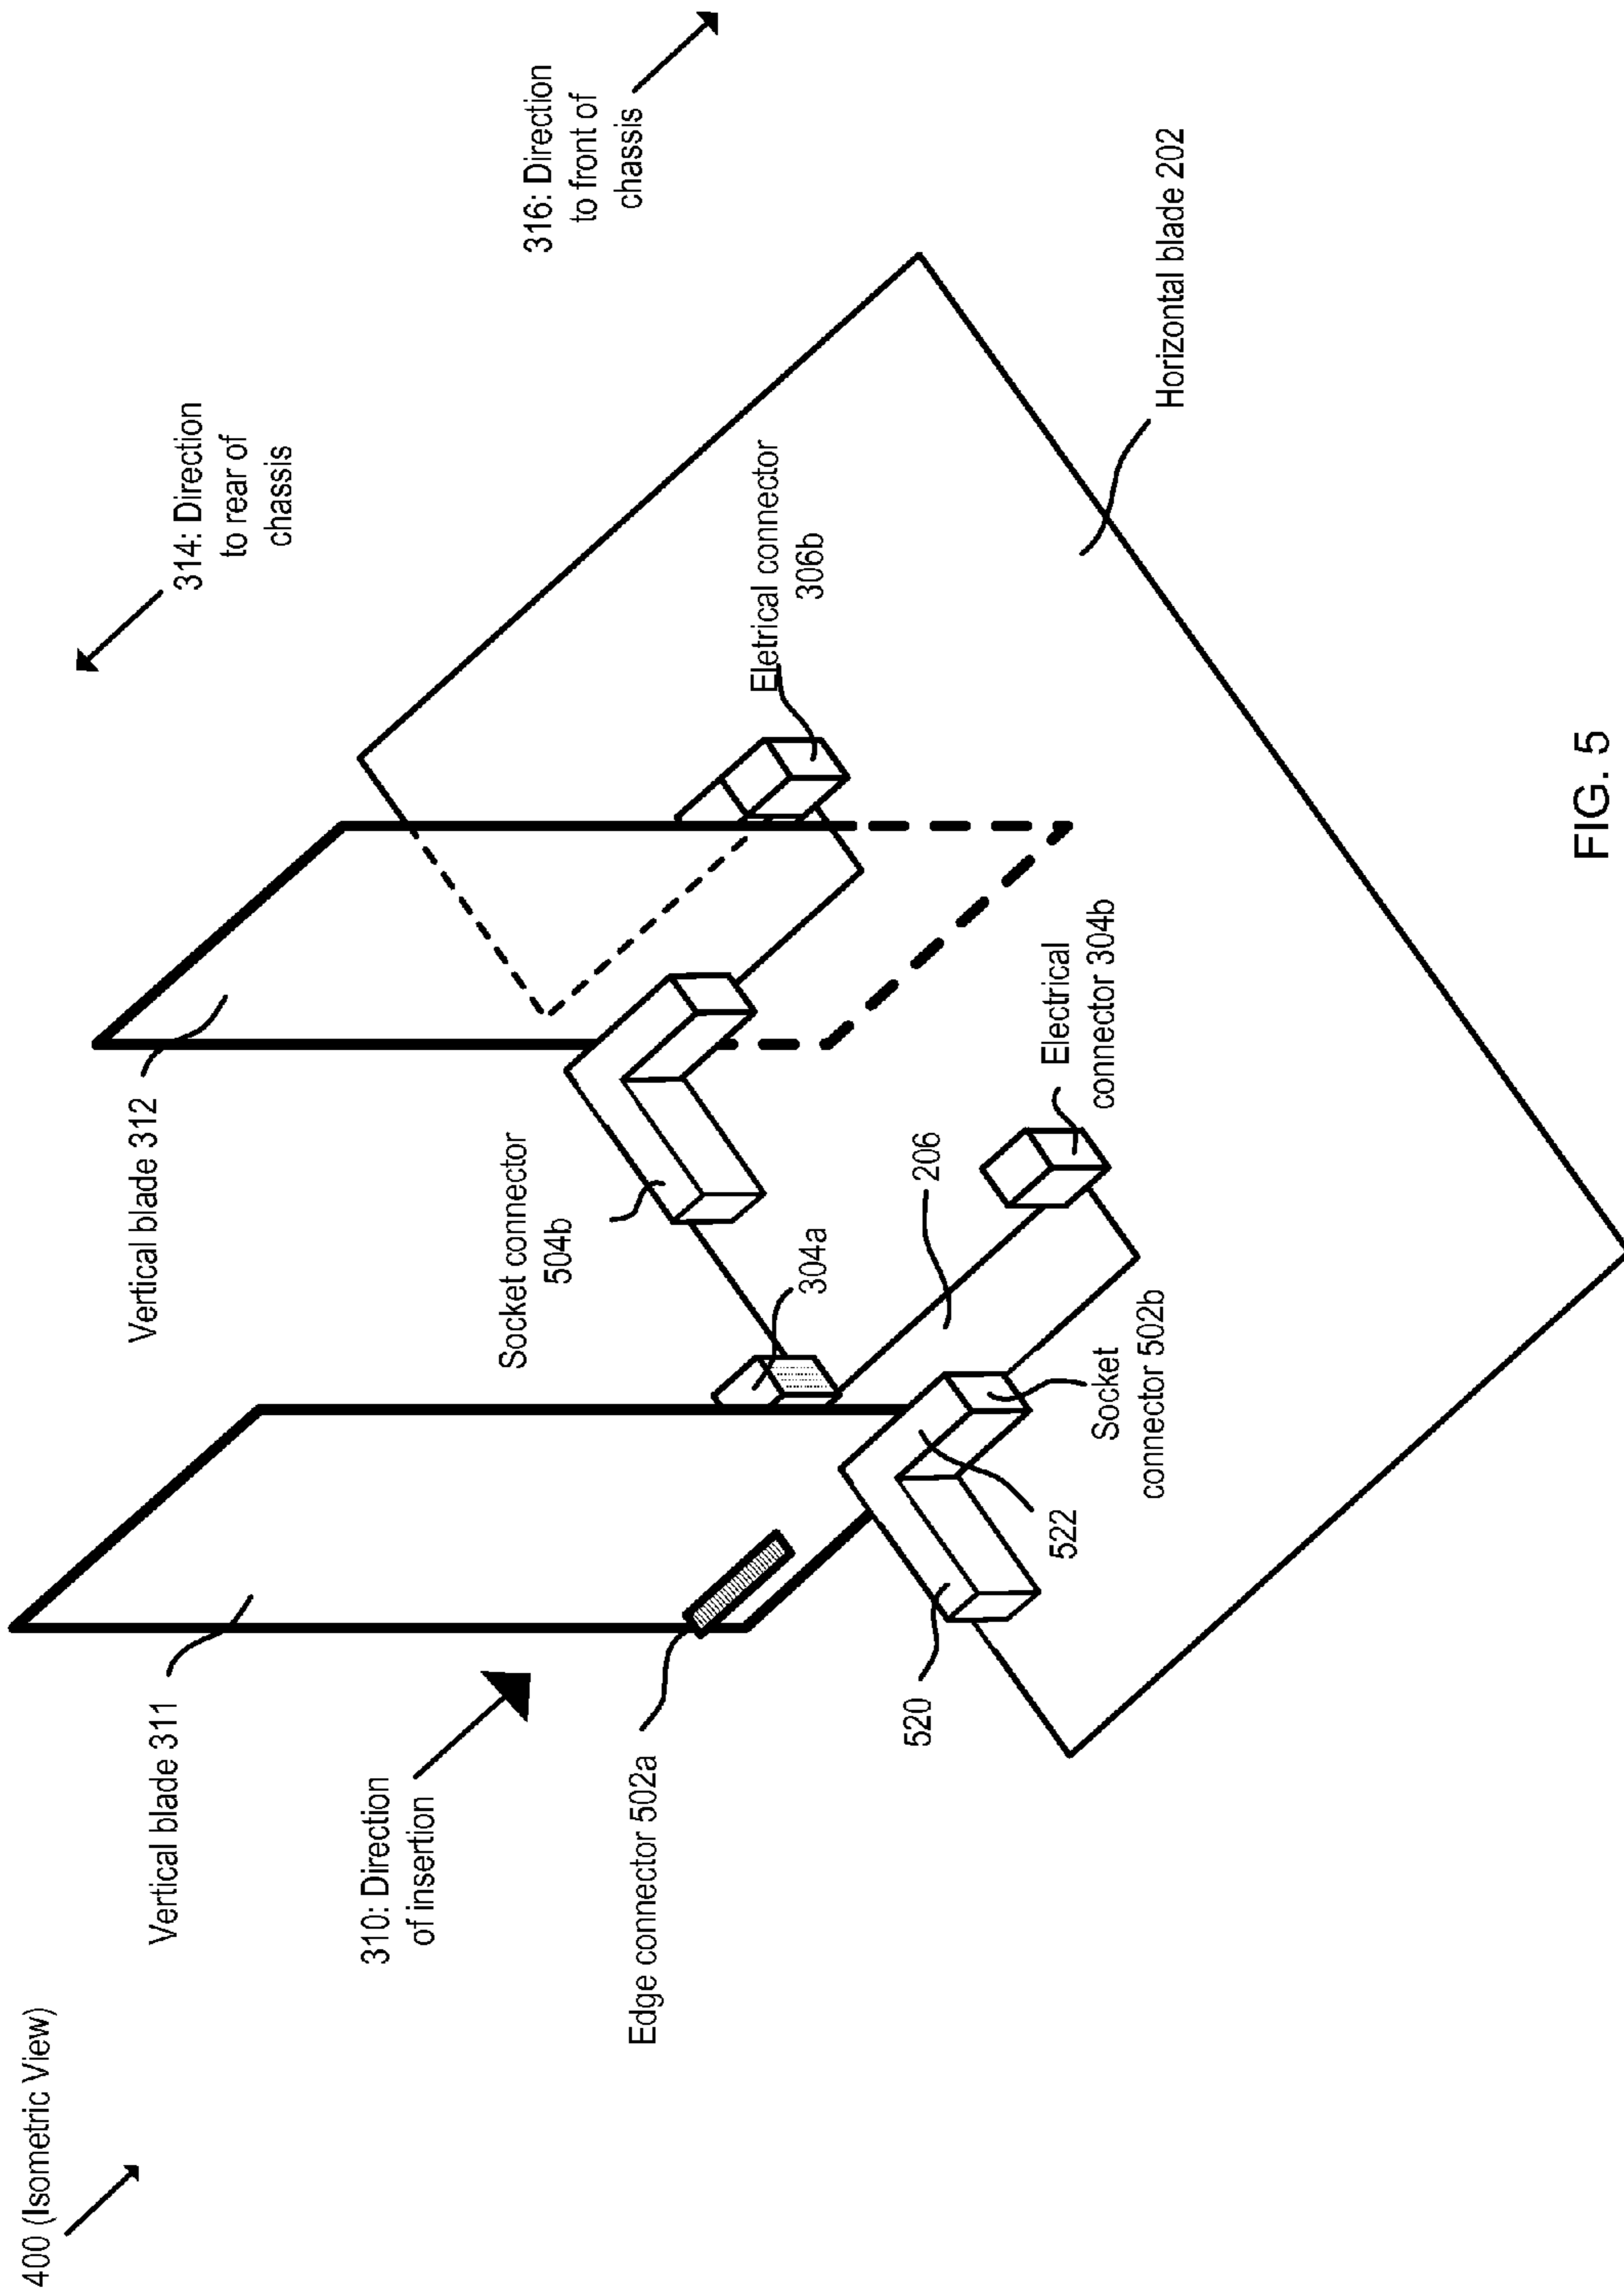 400 (Isometric View)
314: Direction
to rear of
chassis
316: Direction
to front of
chassis
Vertical blade 311
Vertical blade 312
310: Direction
of insertion
Socket connector
504b
Eletrical connector
306b
Edge connector 502a
304a
206
Electrical
connector 304b
520
522
Socket
connector 502b
Horizontal blade 202
FIG. 5